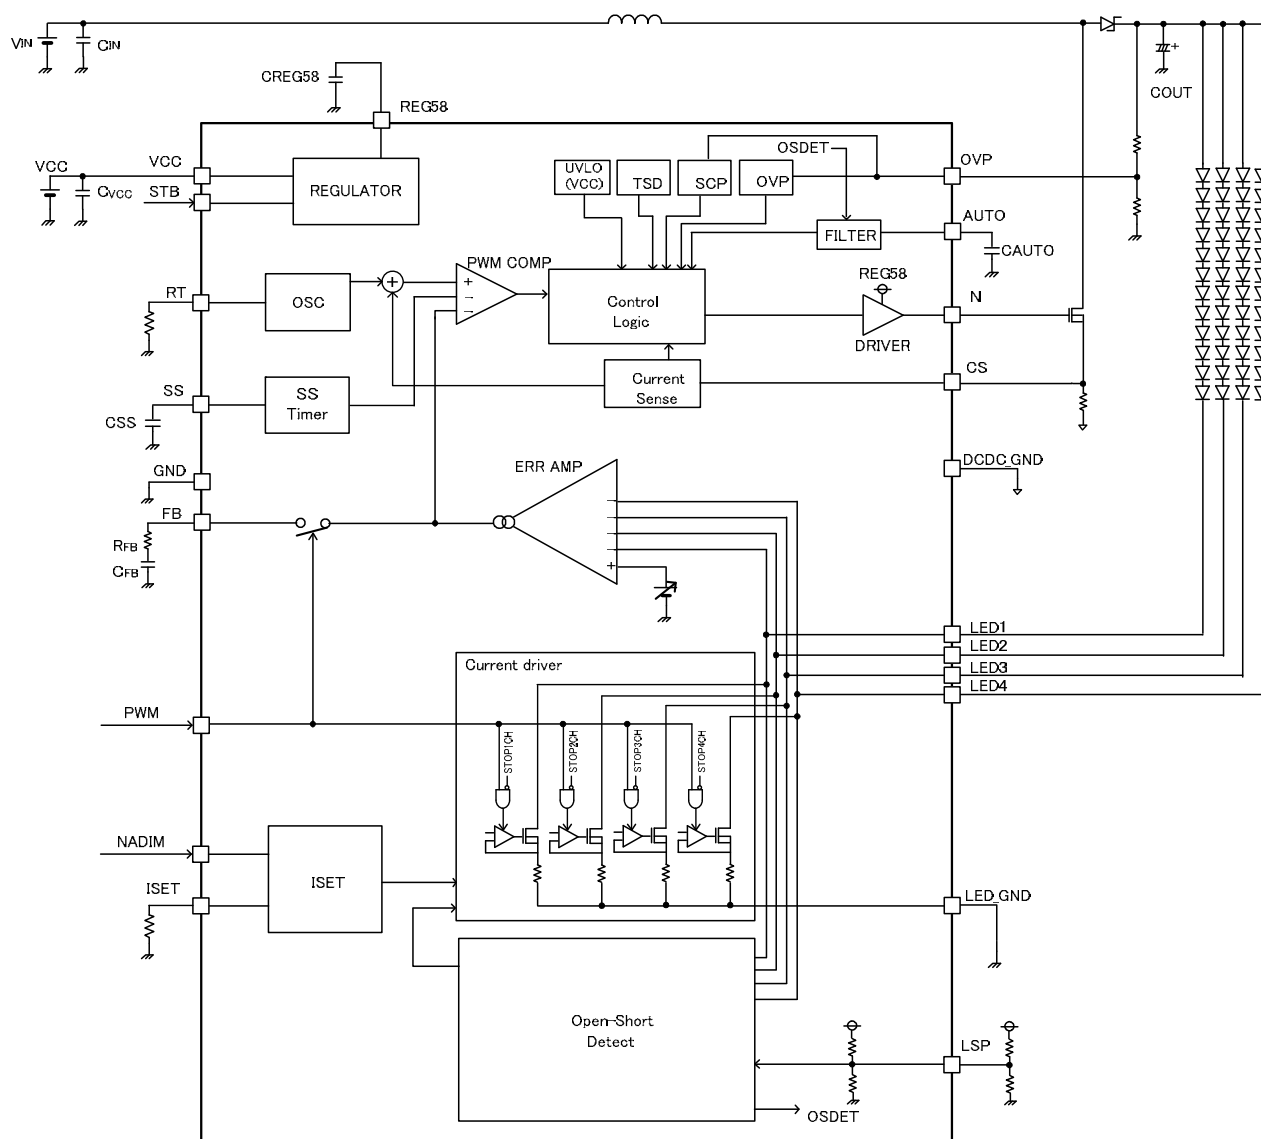 VIN
CIN
COUT
CREG58
REG58
VCC
VCC
CVCC
STB
REGULATOR
UVLO
(VCC)
TSD
SCP
OVP
OSDET
OVP
AUTO
CAUTO
FILTER
PWM COMP
REG58
RT
OSC
+
+
−
−
Control
Logic
DRIVER
N
CS
SS
CSS
SS
Timer
Current
Sense
GND
DCDC_GND
ERR AMP
FB
RFB
CFB
−
−
−
−
+
LED1
LED2
LED3
LED4
Current driver
PWM
STOP1CH
STOP2CH
STOP3CH
STOP4CH
NADIM
ISET
ISET
LED_GND
Open-Short
Detect
LSP
OSDET